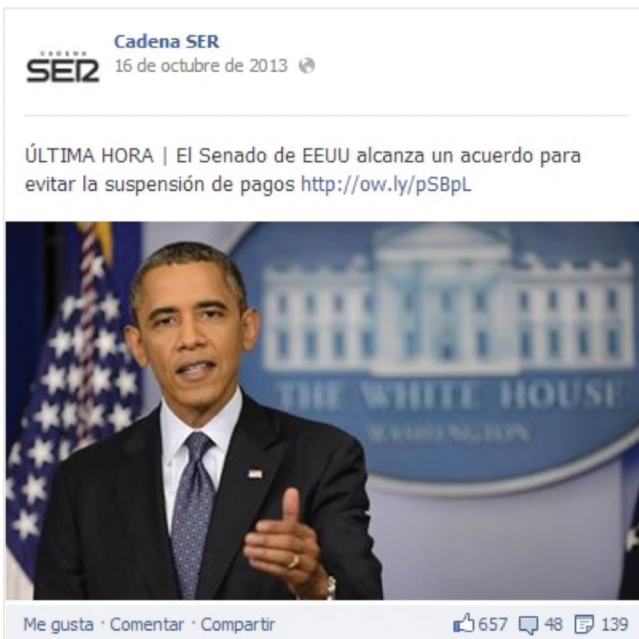 CADENA
SER
Cadena SER
16 de octubre de 2013
ÚLTIMA HORA | El Senado de EEUU alcanza un acuerdo para
evitar la suspensión de pagos http://ow.ly/pSBpL
THE WHITE HOUSE
WASHINGTON
Me gusta · Comentar · Compartir
657 48 139